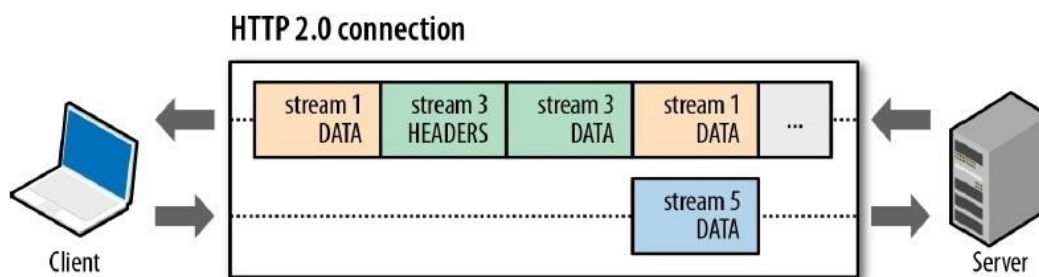 HTTP 2.0 connection
stream 1
DATA
stream 3
HEADERS
stream 3
DATA
stream 1
DATA
...
stream 5
DATA
Client
Server